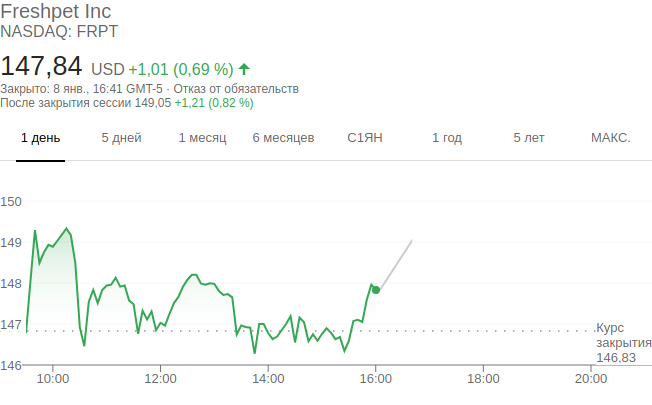 Freshpet Inc
NASDAQ: FRPT
147,84 USD +1,01 (0,69 %)
Закрыто: 8 янв., 16:41 GMT-5 · Отказ от обязательств
После закрытия сессии 149,05 +1,21 (0,82 %)
1 день 5 дней 1 месяц 6 месяцев С1ЯН 1 год 5 лет МАКС.
150
149
148
147
146
Курс
закрытия
146,83
10:00 12:00 14:00 16:00 18:00 20:00